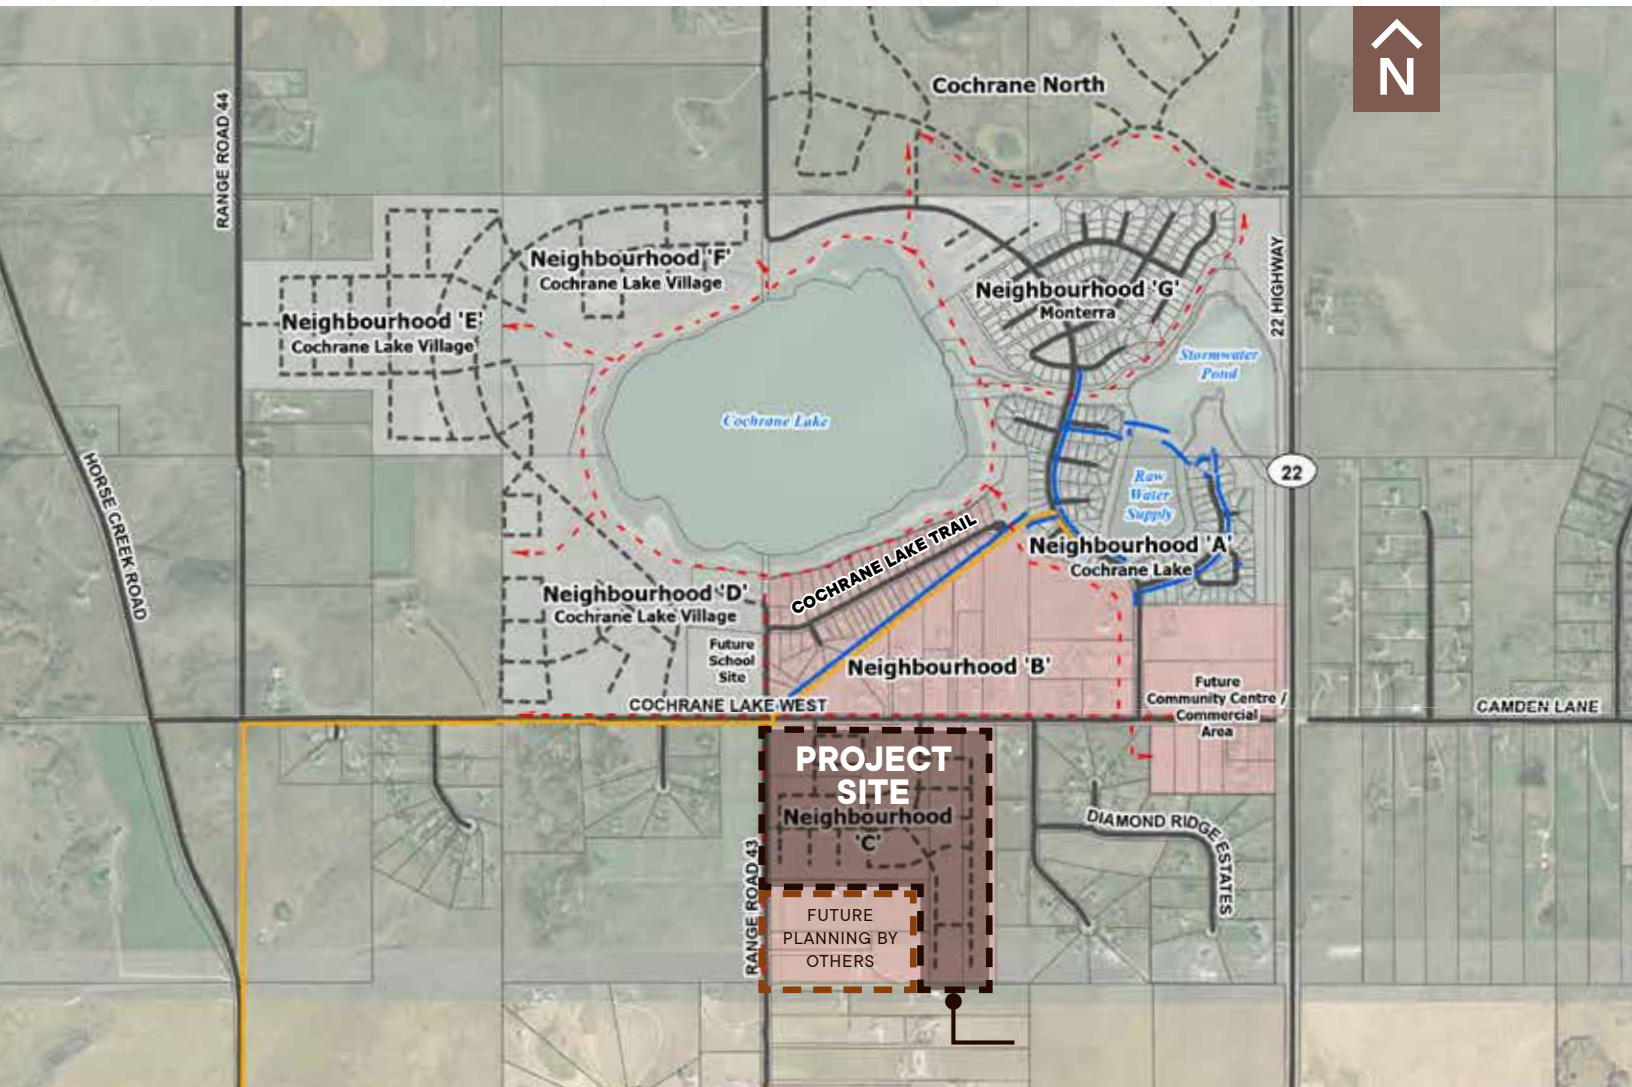 N
Cochrane North
RANGE ROAD 44
22 HIGHWAY
Neighbourhood 'F'
Cochrane Lake Village
Neighbourhood 'G'
Monterra
Neighbourhood 'E'
Cochrane Lake Village
Stormwater
Pond
Cochrane Lake
22
Raw
Water
Supply
HORSE CREEK ROAD
COCHRANE LAKE TRAIL
Neighbourhood 'A'
Cochrane Lake
Neighbourhood 'D'
Cochrane Lake Village
Future
School
Site
Neighbourhood 'B'
Future
Community Centre /
Commercial
Area
COCHRANE LAKE WEST
CAMDEN LANE
PROJECT
SITE
Neighbourhood
'C'
DIAMOND RIDGE ESTATES
RANGE ROAD 43
FUTURE
PLANNING BY
OTHERS